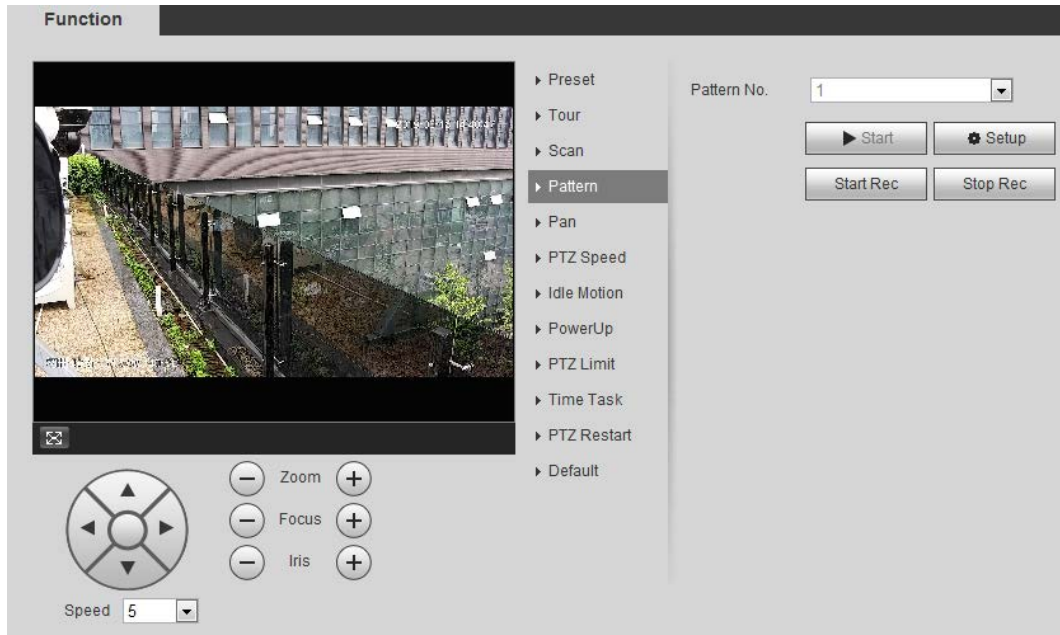 Function
Preset
Tour
Scan
Pattern
Pan
PTZ Speed
Idle Motion
PowerUp
PTZ Limit
Time Task
PTZ Restart
Default
Pattern No. 1
Start Setup
Start Rec Stop Rec
Zoom
Focus
Iris
Speed 5